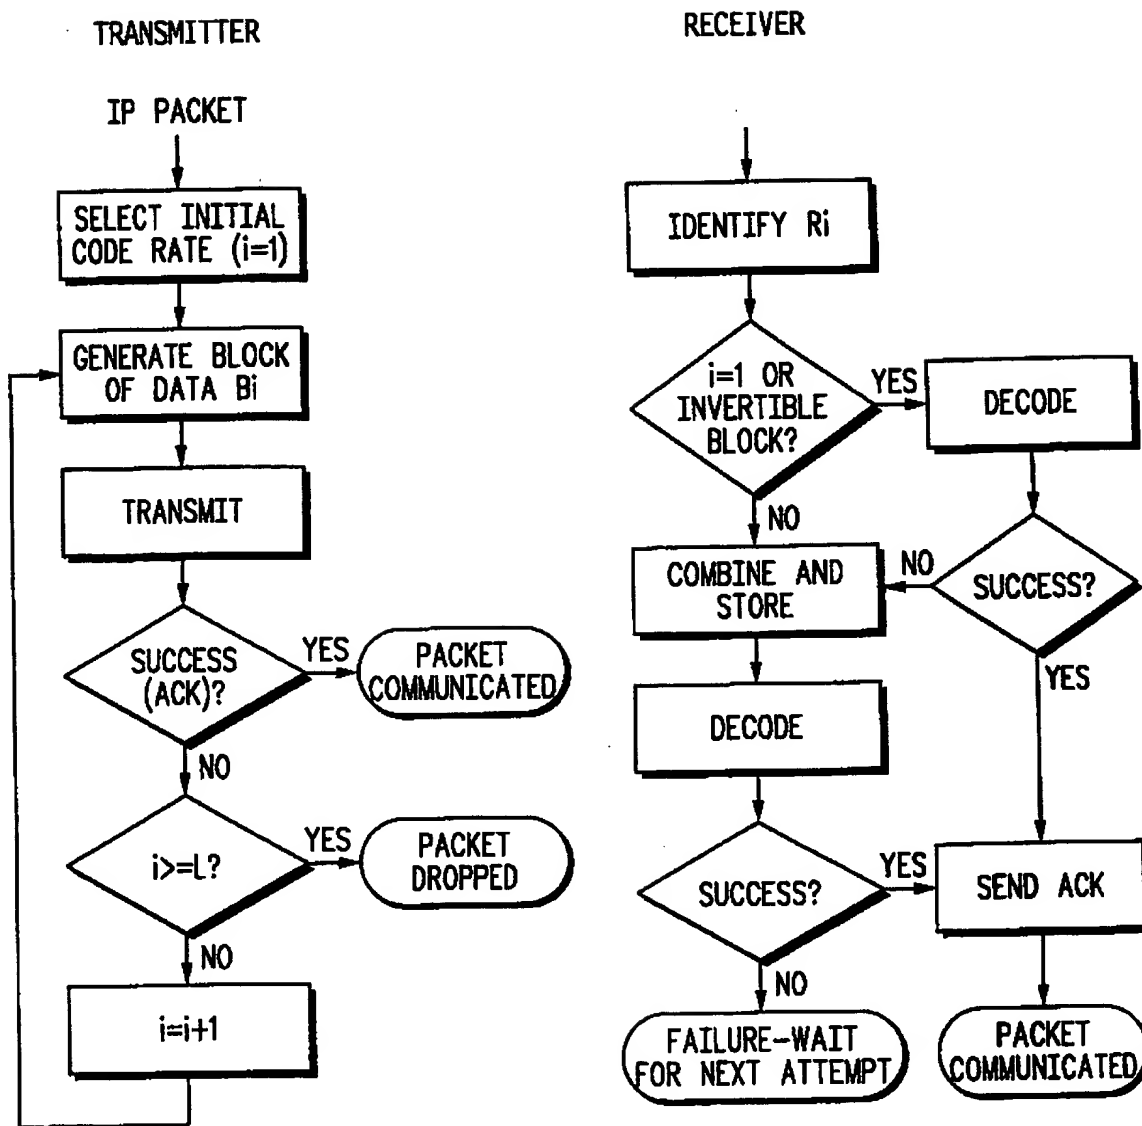 TRANSMITTER
IP PACKET
SELECT INITIAL
CODE RATE (i=1)
GENERATE BLOCK
OF DATA Bi
TRANSMIT
SUCCESS
(ACK)?
YES
PACKET
COMMUNICATED
NO
i>=L?
YES
PACKET
DROPPED
NO
i=i+1
RECEIVER
IDENTIFY Ri
i=1 OR
INVERTIBLE
BLOCK?
YES
DECODE
NO
COMBINE AND
STORE
NO
SUCCESS?
YES
DECODE
SUCCESS?
YES
SEND ACK
NO
FAILURE-WAIT
FOR NEXT ATTEMPT
PACKET
COMMUNICATED